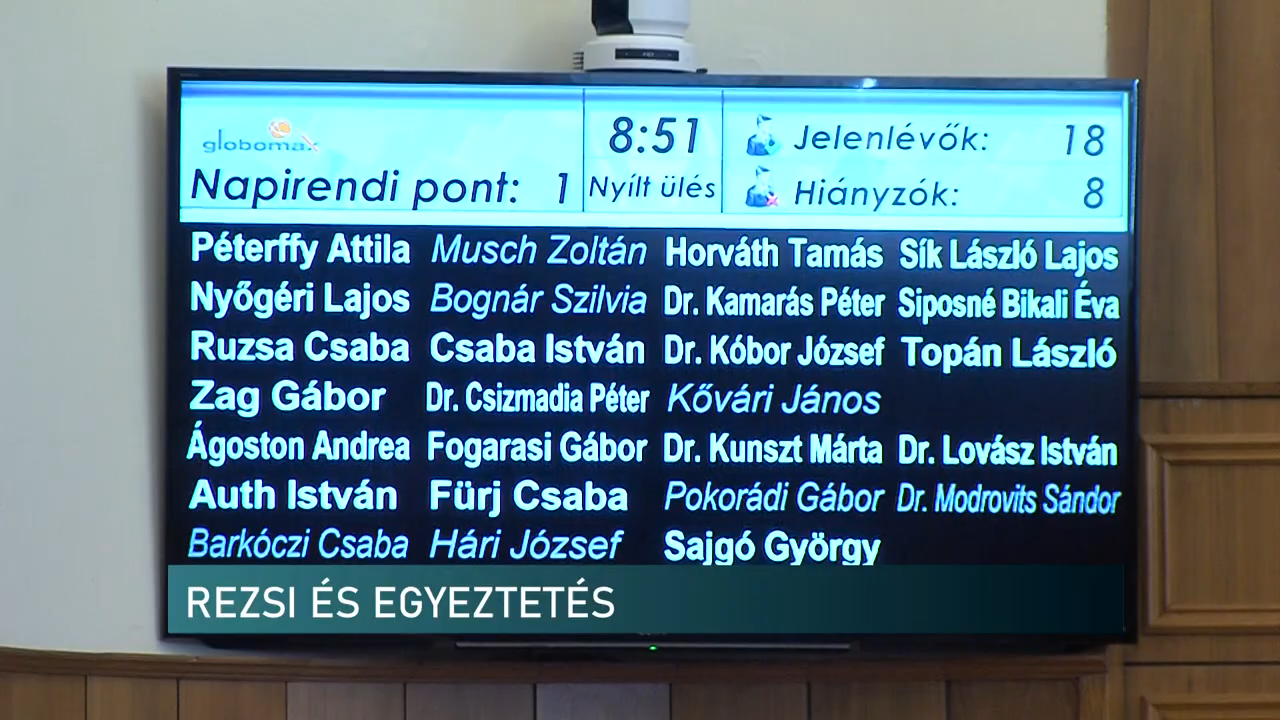 globomax
Napirendi pont: 1
8:51
Nyílt ülés
Jelenlévők: 18
Hiányzók: 8
Péterffy Attila Musch Zoltán Horváth Tamás Sík László Lajos
Nyőgéri Lajos Bognár Szilvia Dr. Kamarás Péter Siposné Bikali Éva
Ruzsa Csaba Csaba István Dr. Kóbor József Topán László
Zag Gábor Dr. Csizmadia Péter Kővári János
Ágoston Andrea Fogarasi Gábor Dr. Kunszt Márta Dr. Lovász István
Auth István Fürj Csaba Pokorádi Gábor Dr. Modrovits Sándor
Barkóczi Csaba Hári József Sajgó György
REZSI ÉS EGYEZTETÉS